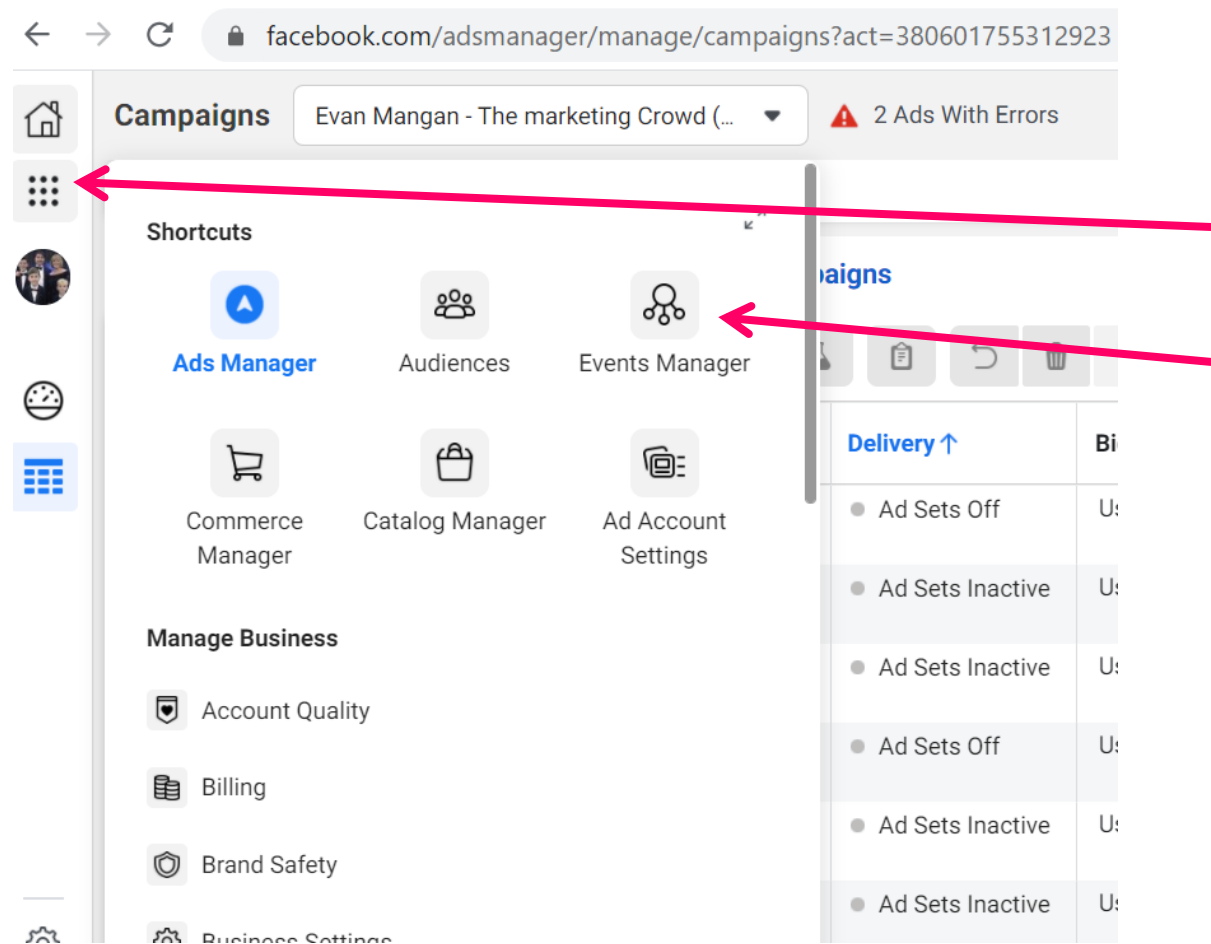 facebook.com/adsmanager/manage/campaigns?act=380601755312923
Campaigns
Evan Mangan - The marketing Crowd (...
2 Ads With Errors
Shortcuts
Ads Manager
Audiences
Events Manager
Commerce
Manager
Catalog Manager
Ad Account
Settings
Manage Business
Account Quality
Billing
Brand Safety
Business Settings
aigns
Delivery↑
Ad Sets Off
Ad Sets Inactive
Ad Sets Inactive
Ad Sets Off
Ad Sets Inactive
Ad Sets Inactive